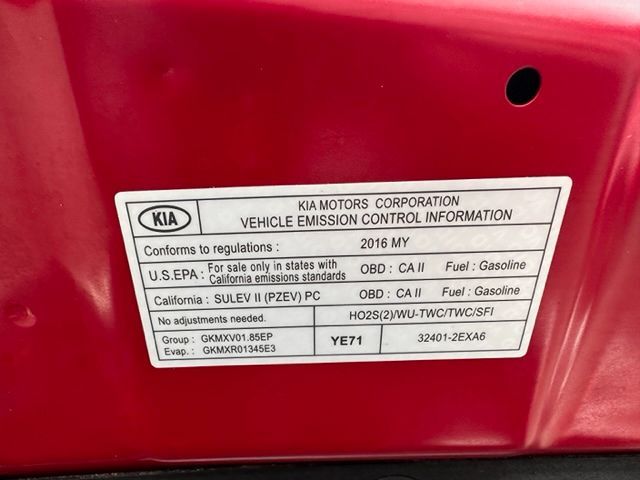 KIA
KIA MOTORS CORPORATION
VEHICLE EMISSION CONTROL INFORMATION
Conforms to regulations : 2016 MY
U.S.EPA : For sale only in states with California emissions standards OBD : CA II Fuel : Gasoline
California : SULEV II (PZEV) PC OBD : CA II Fuel : Gasoline
No adjustments needed. HO2S(2)/WU-TWC/TWC/SFI
Group : GKMXV01.85EP
Evap. : GKMXR01345E3
YE71
32401-2EXA6